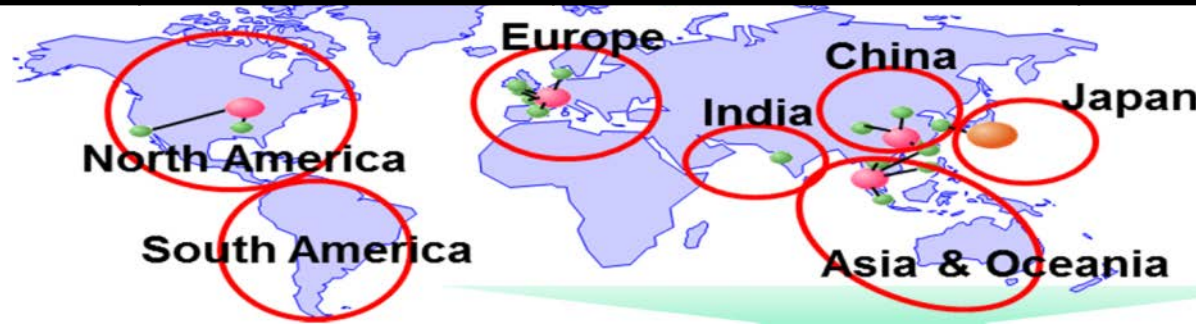 Europe
China
India
Japan
North America
South America
Asia & Oceania